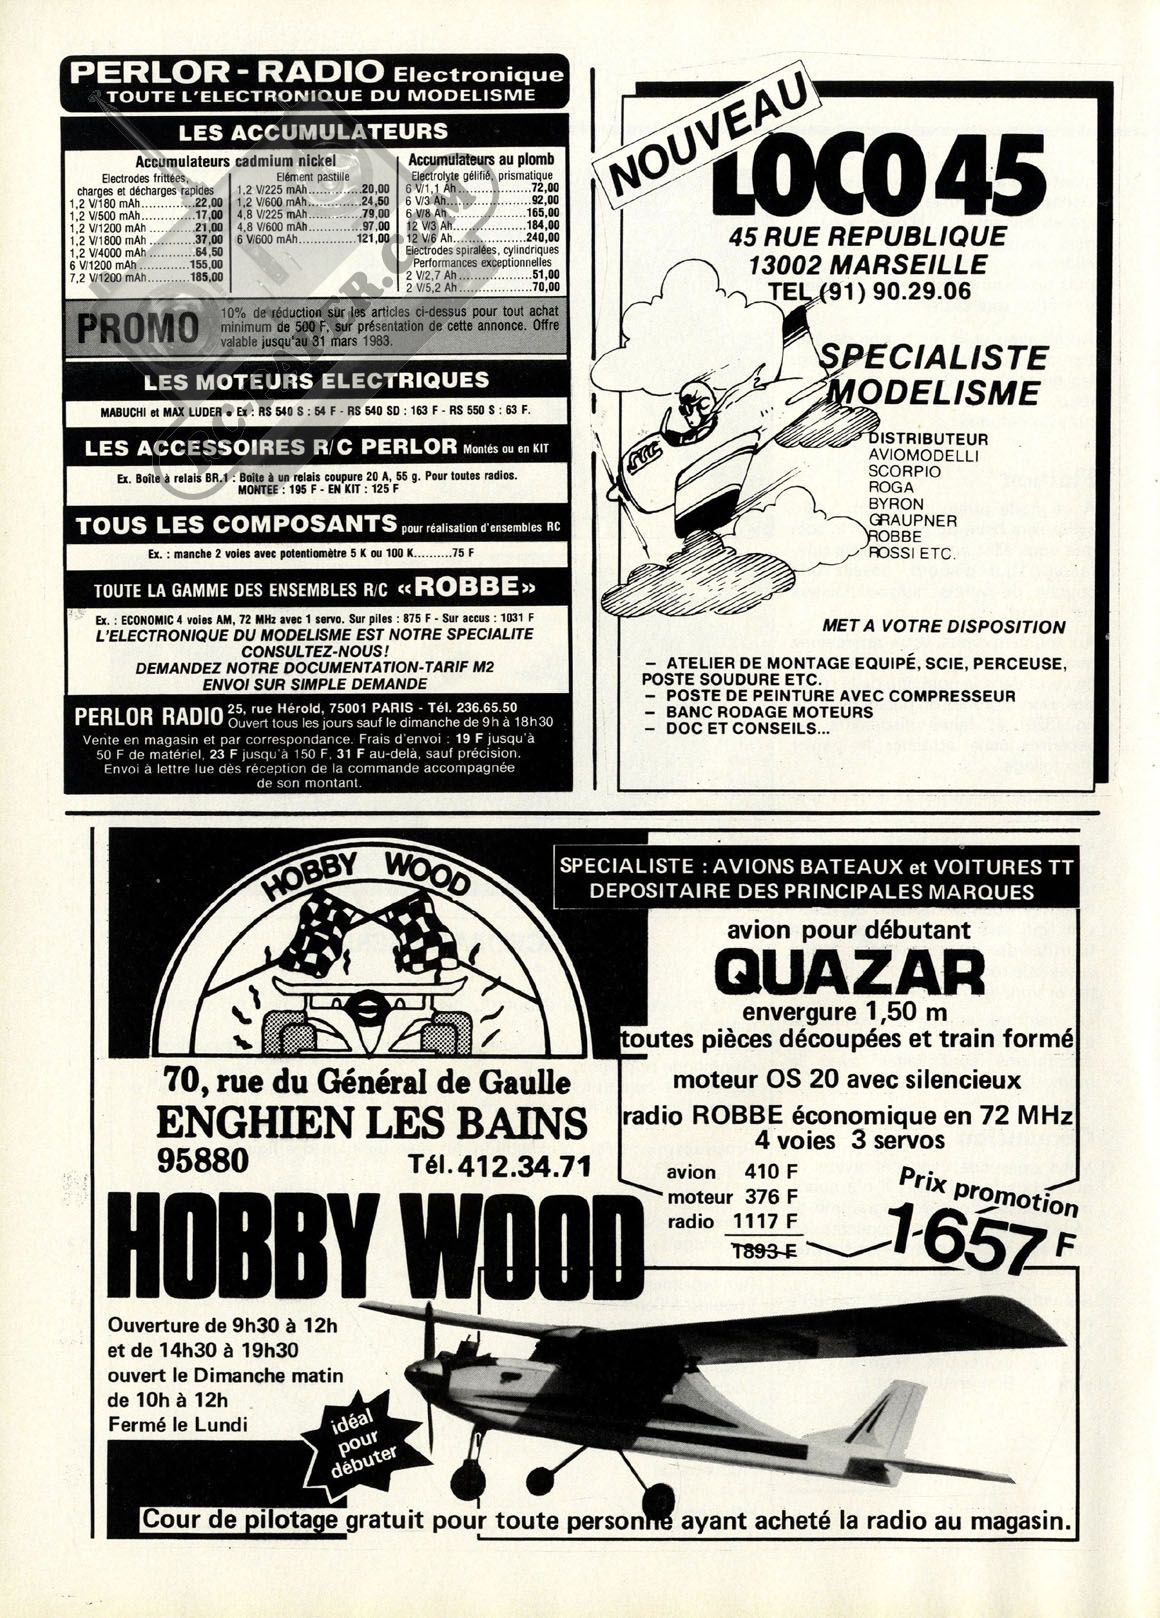 PERLOR - RADIO Electronique
TOUTE L'ELECTRONIQUE DU MODELISME
LES ACCUMULATEURS
Accumulateurs cadmium nickel
Electrodes frittées,
charges et décharges rapides
1,2 V/180 mAh..........22,00
1,2 V/500 mAh..........17,00
1,2 V/1200 mAh.........21,00
1,2 V/1800 mAh.........37,00
1,2 V/4000 mAh.........64,50
6 V/1200 mAh..........155,00
7,2 V/1200 mAh........185,00
Elément pastille
1,2 V/225 mAh..........20,00
1,2 V/600 mAh..........24,50
4,8 V/225 mAh..........79,00
4,8 V/600 mAh..........97,00
6 V/600 mAh............121,00
Accumulateurs au plomb
Electrolyte gélifié, prismatique
6 V/1,1 Ah..........72,00
6 V/3 Ah............92,00
6 V/8 Ah...........165,00
12 V/3 Ah..........184,00
12 V/6 Ah..........240,00
Electrodes spiralées, cylindriques
Performances exceptionnelles
2 V/2,7 Ah..........51,00
2 V/5,2 Ah..........70,00
PROMO
10% de réduction sur les articles ci-dessus pour tout achat
minimum de 500 F, sur présentation de cette annonce. Offre
valable jusqu'au 31 mars 1983.
LES MOTEURS ELECTRIQUES
MABUCHI et MAX LUDER • Ex : RS 540 S : 54 F - RS 540 SD : 163 F - RS 550 S : 63 F.
LES ACCESSOIRES R/C PERLOR Montés ou en KIT
Ex. Boîte à relais BR.1 : Boîte à un relais coupure 20 A, 55 g. Pour toutes radios.
MONTEE : 195 F - EN KIT : 125 F
TOUS LES COMPOSANTS pour réalisation d'ensembles RC
Ex. : manche 2 voies avec potentiomètre 5 K ou 100 K.........75 F
TOUTE LA GAMME DES ENSEMBLES R/C «ROBBE»
Ex. : ECONOMIC 4 voies AM, 72 MHz avec 1 servo. Sur piles : 875 F - Sur accus : 1031 F
L'ELECTRONIQUE DU MODELISME EST NOTRE SPECIALITE
CONSULTEZ-NOUS!
DEMANDEZ NOTRE DOCUMENTATION-TARIF M2
ENVOI SUR SIMPLE DEMANDE
PERLOR RADIO 25, rue Hérold, 75001 PARIS - Tél. 236.65.50
Ouvert tous les jours sauf le dimanche de 9h à 18h30
Vente en magasin et par correspondance. Frais d'envoi : 19 F jusqu'à
50 F de matériel, 23 F jusqu'à 150 F, 31 F au-delà, sauf précision.
Envoi à lettre lue dès réception de la commande accompagnée
de son montant.
RC-PAPER.COM
NOUVEAU
LOCO 45
45 RUE REPUBLIQUE
13002 MARSEILLE
TEL (91) 90.29.06
SPECIALISTE
MODELISME
DISTRIBUTEUR
AVIOMODELLI
SCORPIO
ROGA
BYRON
GRAUPNER
ROBBE
ROSSI ETC.
MET A VOTRE DISPOSITION
– ATELIER DE MONTAGE EQUIPÉ, SCIE, PERCEUSE,
POSTE SOUDURE ETC.
– POSTE DE PEINTURE AVEC COMPRESSEUR
– BANC RODAGE MOTEURS
– DOC ET CONSEILS...
HOBBY WOOD
70, rue du Général de Gaulle
ENGHIEN LES BAINS
95880 Tél. 412.34.71
HOBBY WOOD
Ouverture de 9h30 à 12h
et de 14h30 à 19h30
ouvert le Dimanche matin
de 10h à 12h
Fermé le Lundi
SPECIALISTE : AVIONS BATEAUX et VOITURES TT
DEPOSITAIRE DES PRINCIPALES MARQUES
avion pour débutant
QUAZAR
envergure 1,50 m
toutes pièces découpées et train formé
moteur OS 20 avec silencieux
radio ROBBE économique en 72 MHz
4 voies 3 servos
avion 410 F
moteur 376 F
radio 1117 F
1893 F
Prix promotion
1657 F
idéal
pour
débuter
Cour de pilotage gratuit pour toute personne ayant acheté la radio au magasin.